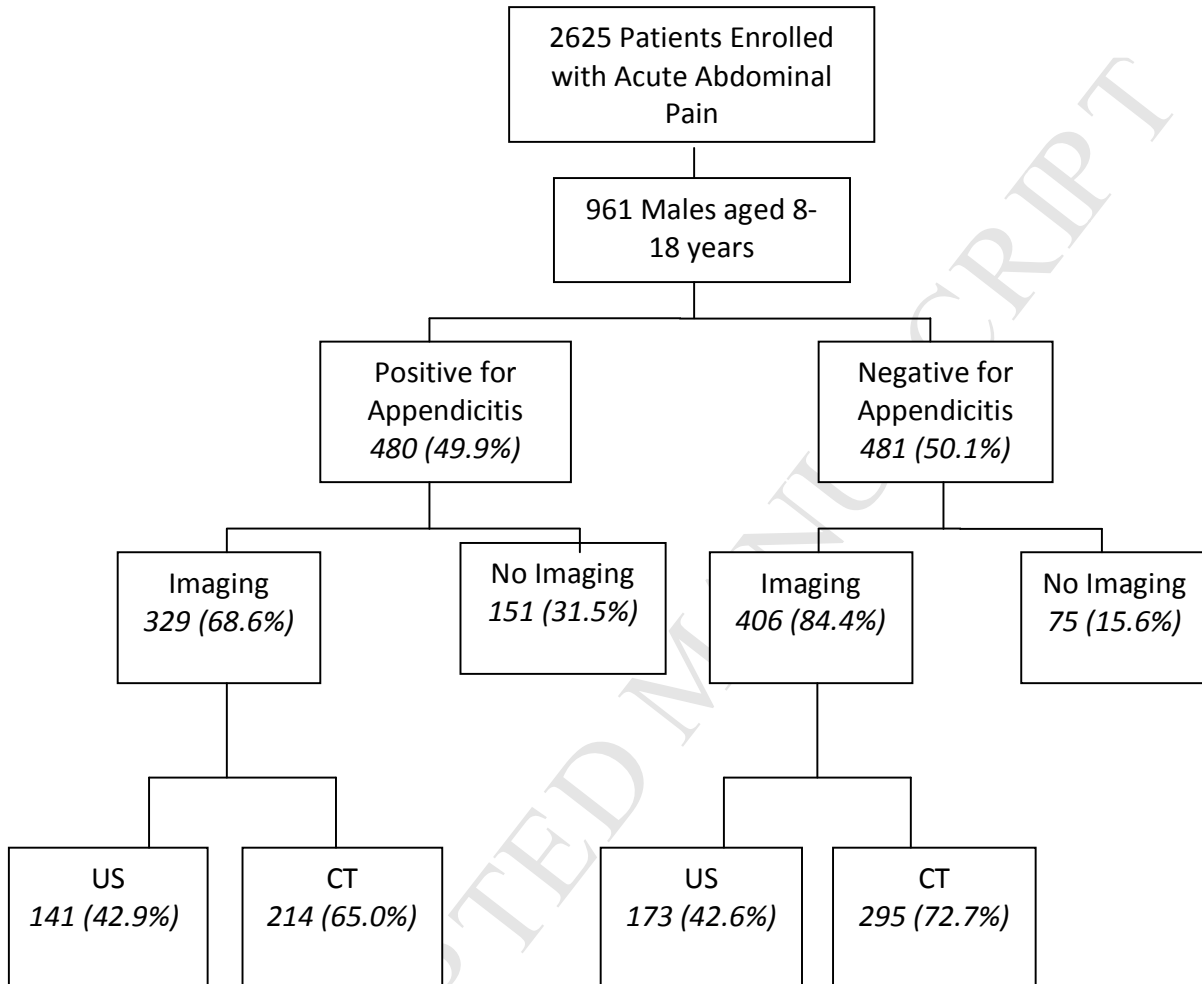 2625 Patients Enrolled
with Acute Abdominal
Pain
961 Males aged 8-
18 years
Positive for
Appendicitis
480 (49.9%)
Negative for
Appendicitis
481 (50.1%)
Imaging
329 (68.6%)
No Imaging
151 (31.5%)
Imaging
406 (84.4%)
No Imaging
75 (15.6%)
US
141 (42.9%)
CT
214 (65.0%)
US
173 (42.6%)
CT
295 (72.7%)
PTED MANUSCRIPT